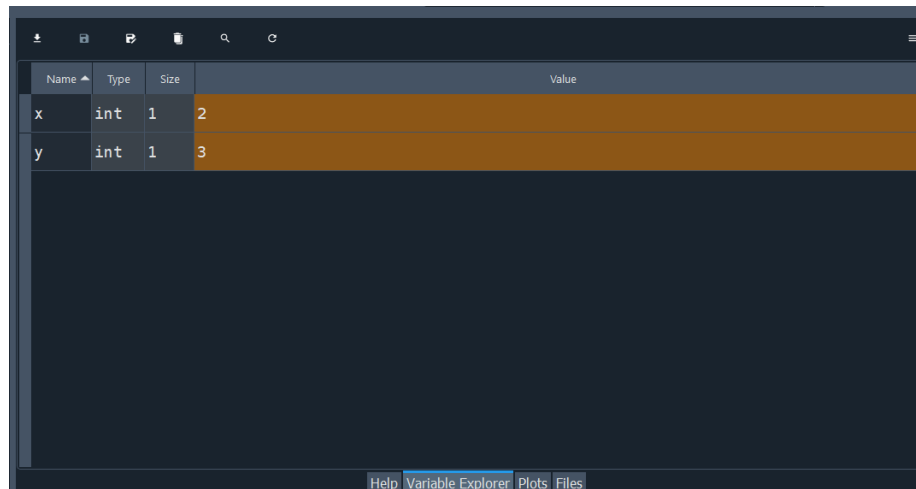 Name Type Size Value
x int 1 2
y int 1 3
Help Variable Explorer Plots Files